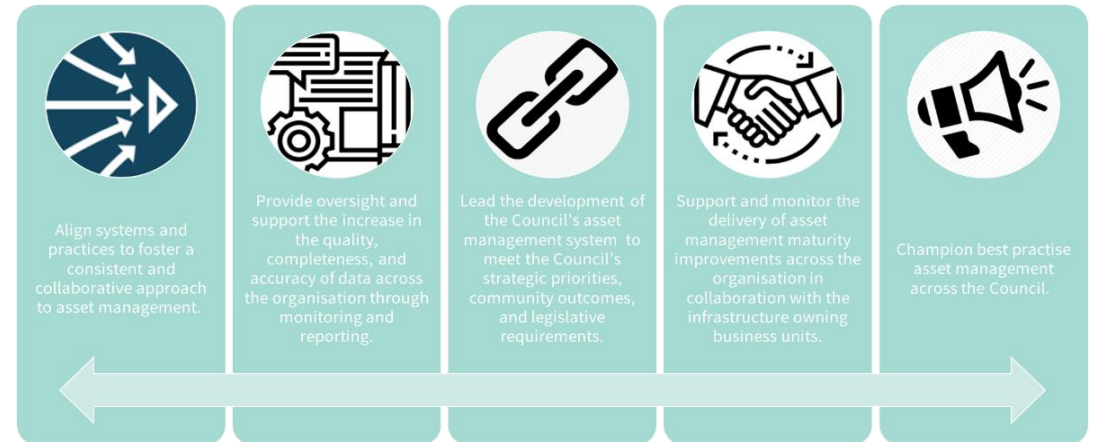 Align systems and
practices to foster a
consistent and
collaborative approach
to asset management.
Provide oversight and
support the increase in
the quality,
completeness, and
accuracy of data across
the organisation through
monitoring and
reporting.
Lead the development of
the Council's asset
management system to
meet the Council's
strategic priorities,
community outcomes,
and legislative
requirements.
Support and monitor the
delivery of asset
management maturity
improvements across the
organisation in
collaboration with the
infrastructure owning
business units.
Champion best practise
asset management
across the Council.